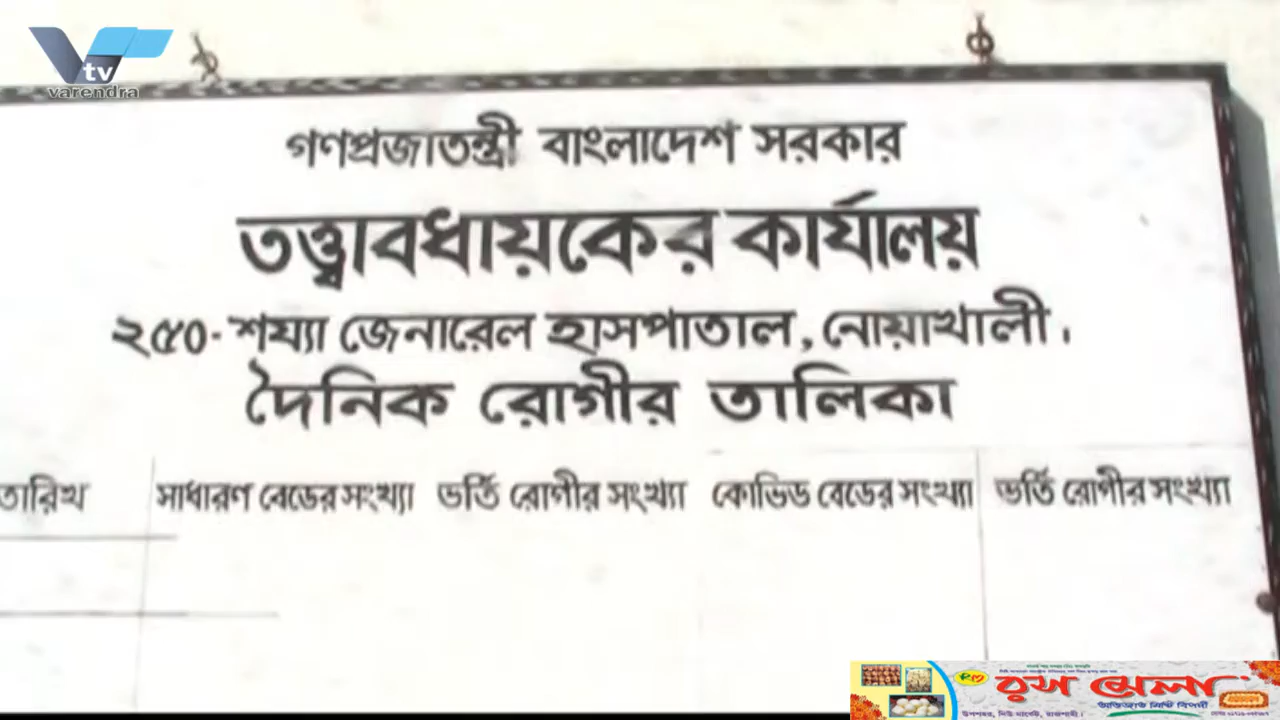 V tv
varendra
গণপ্রজাতন্ত্রী বাংলাদেশ সরকার
তত্ত্বাবধায়কের কার্যালয়
২৫০-শয্যা জেনারেল হাসপাতাল, নোয়াখালী।
দৈনিক রোগীর তালিকা
তারিখ সাধারণ বেডের সংখ্যা ভর্তি রোগীর সংখ্যা কোভিড বেডের সংখ্যা ভর্তি রোগীর সংখ্যা